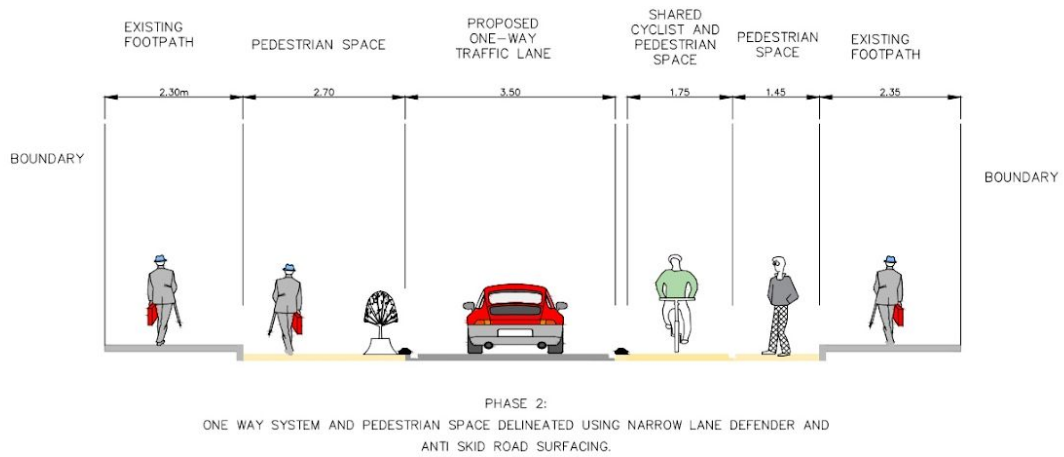 EXISTING
FOOTPATH
PEDESTRIAN SPACE
PROPOSED
ONE-WAY
TRAFFIC LANE
SHARED
CYCLIST AND
PEDESTRIAN
SPACE
PEDESTRIAN
SPACE
EXISTING
FOOTPATH
2.30m
2.70
3.50
1.75
1.45
2.35
BOUNDARY
BOUNDARY
PHASE 2:
ONE WAY SYSTEM AND PEDESTRIAN SPACE DELINEATED USING NARROW LANE DEFENDER AND
ANTI SKID ROAD SURFACING.